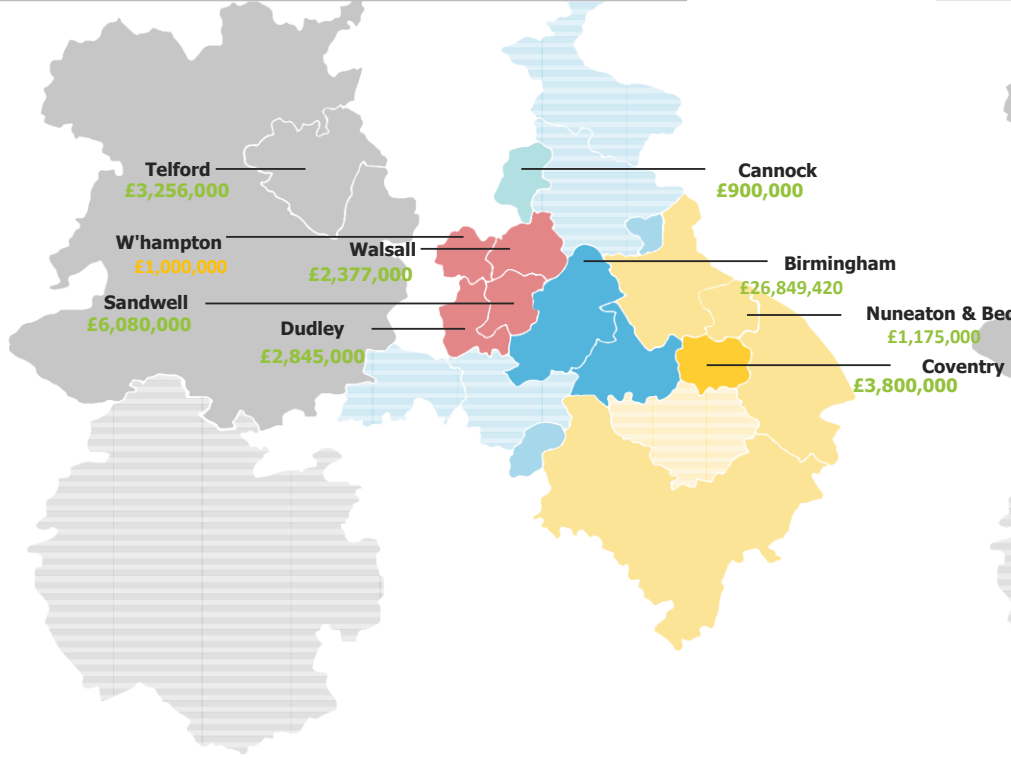 Telford
£3,256,000
Cannock
£900,000
W'hampton
£1,000,000
Walsall
£2,377,000
Birmingham
£26,849,420
Sandwell
£6,080,000
Dudley
£2,845,000
Nuneaton & Bed
£1,175,000
Coventry
£3,800,000